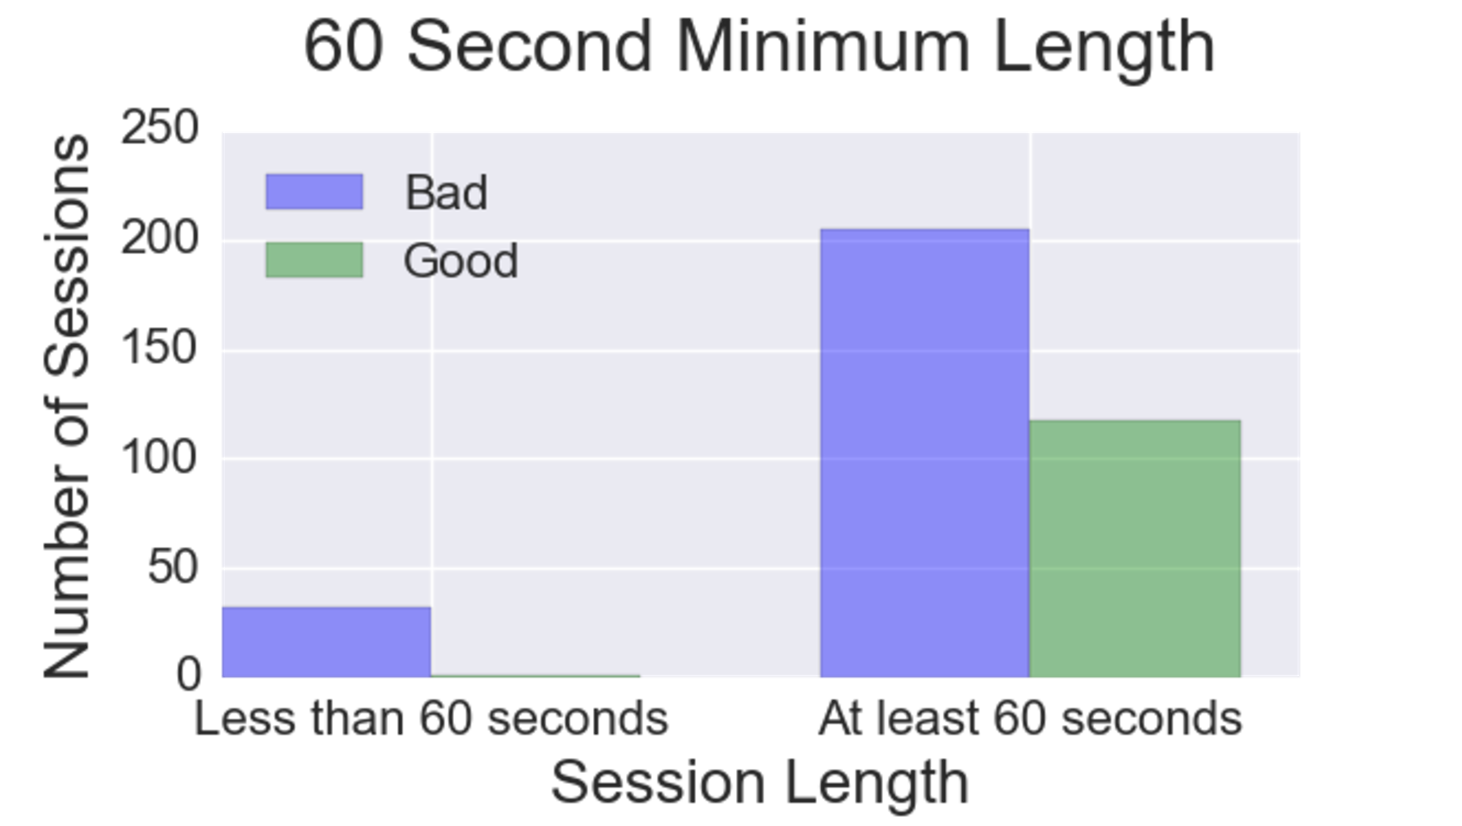 60 Second Minimum Length
Number of Sessions
250
200
150
100
50
0
Bad
Good
Less than 60 seconds
At least 60 seconds
Session Length